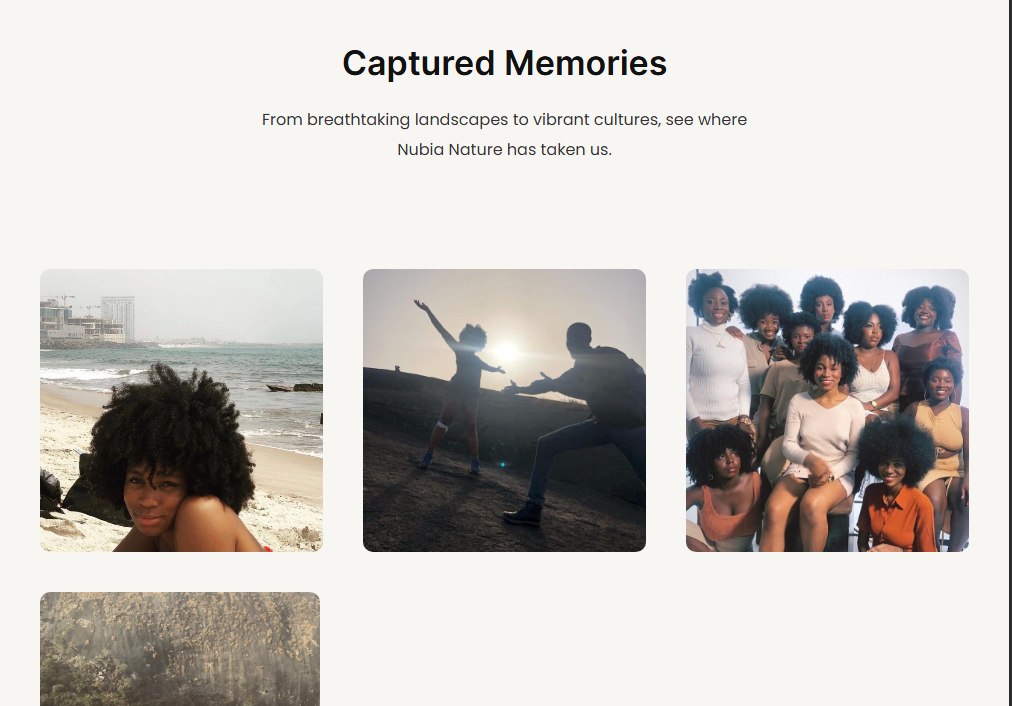 Captured Memories
From breathtaking landscapes to vibrant cultures, see where
Nubia Nature has taken us.